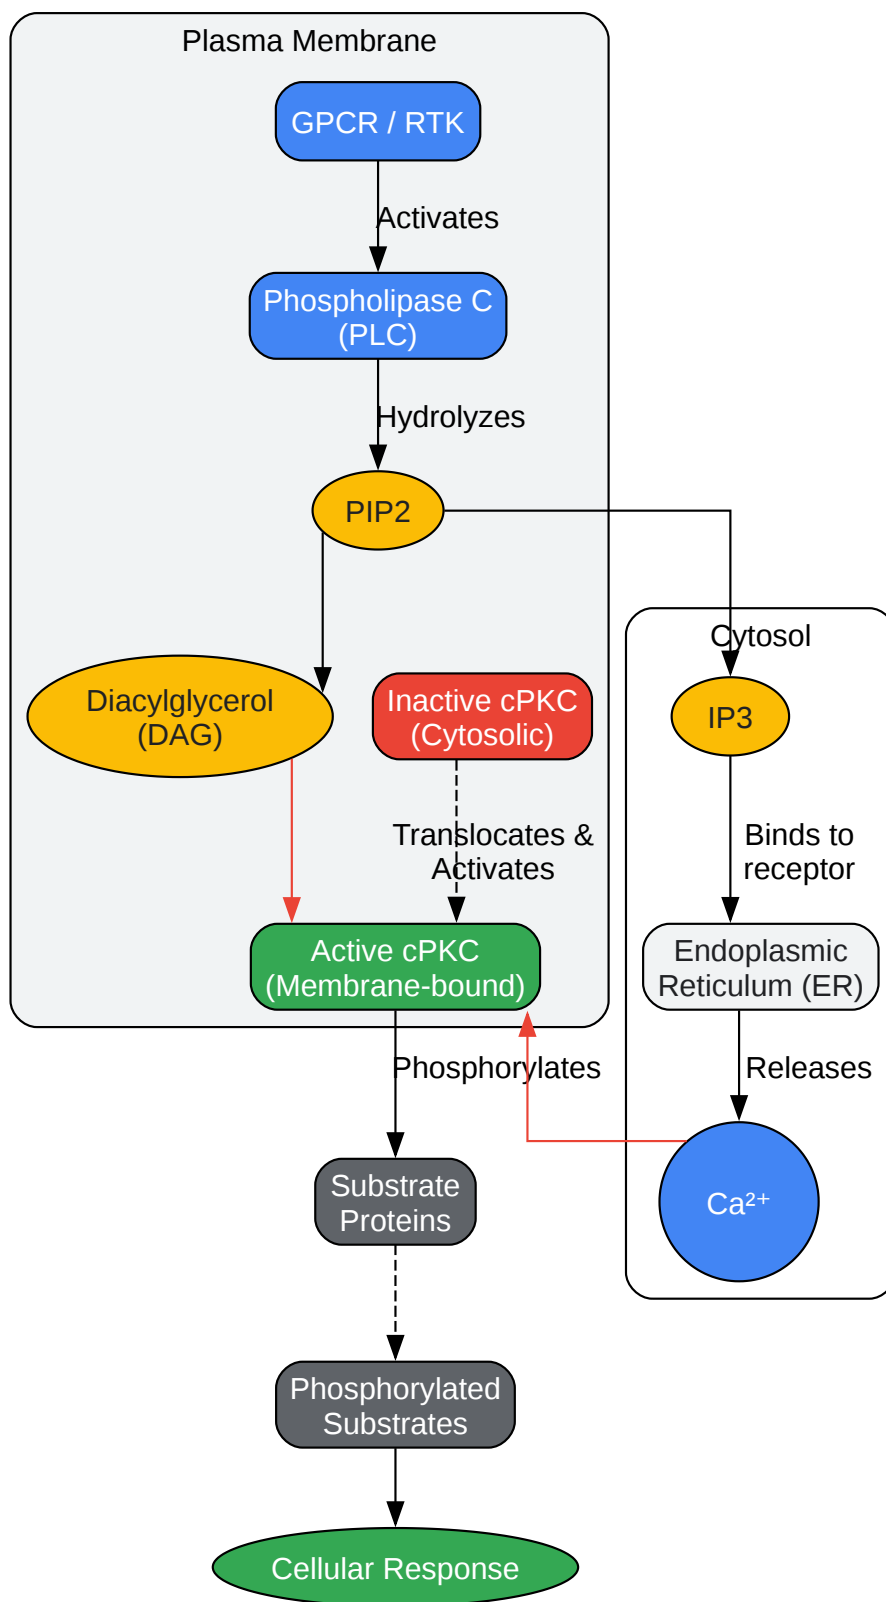 Plasma Membrane
GPCR / RTK
Activates
Phospholipase C
(PLC)
Hydrolyzes
PIP2
Cytosol
Diacylglycerol
(DAG)
Inactive cPKC
(Cytosolic)
IP3
Translocates &
Activates
Binds to
receptor
Active cPKC
(Membrane-bound)
Endoplasmic
Reticulum (ER)
Phosphorylates
Releases
Substrate
Proteins
Ca²⁺
Phosphorylated
Substrates
Cellular Response